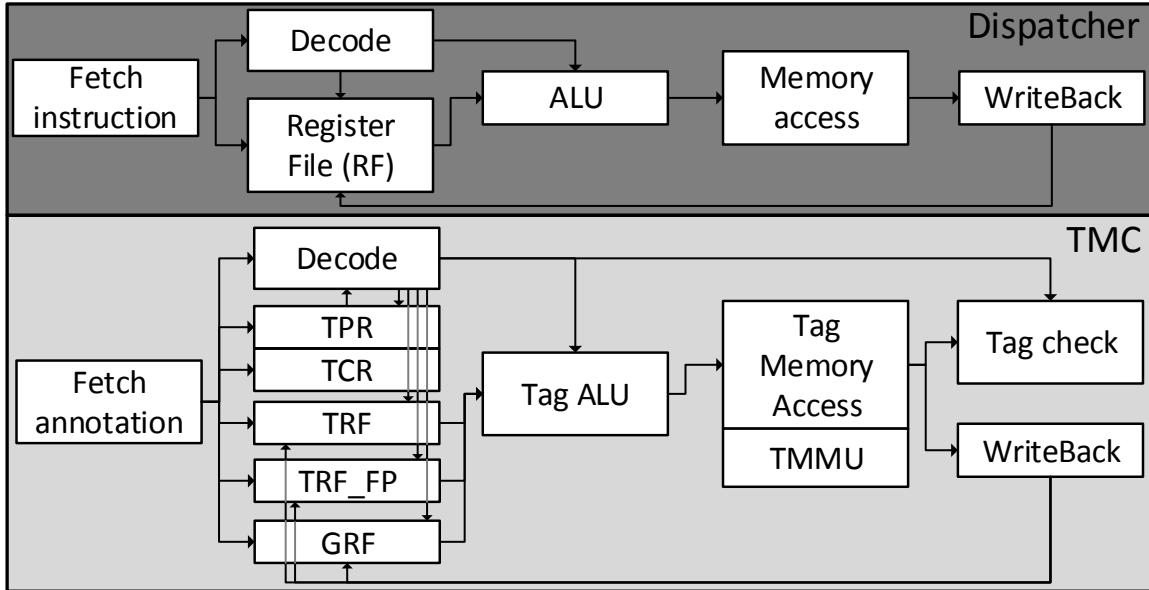 Dispatcher
Fetch
instruction
Decode
Register
File (RF)
ALU
Memory
access
WriteBack
TMC
Fetch
annotation
Decode
TPR
TCR
TRF
TRF_FP
GRF
Tag ALU
Tag
Memory
Access
TMMU
Tag check
WriteBack